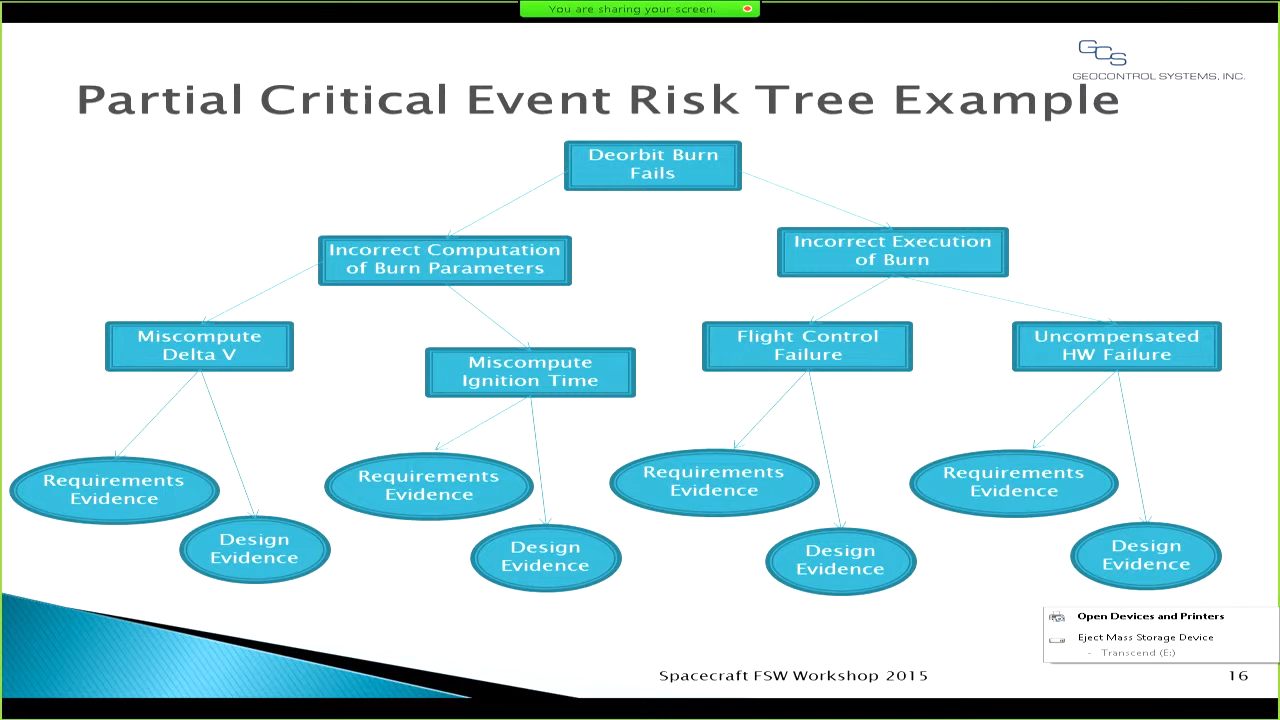 You are sharing your screen.
GCS
GEOCONTROL SYSTEMS, INC.
Partial Critical Event Risk Tree Example
Deorbit Burn
Fails
Incorrect Computation
of Burn Parameters
Incorrect Execution
of Burn
Miscompute
Delta V
Miscompute
Ignition Time
Flight Control
Failure
Uncompensated
HW Failure
Requirements
Evidence
Design
Evidence
Requirements
Evidence
Design
Evidence
Requirements
Evidence
Design
Evidence
Requirements
Evidence
Design
Evidence
Open Devices and Printers
Eject Mass Storage Device
- Transcend (E:)
Spacecraft FSW Workshop 2015
16